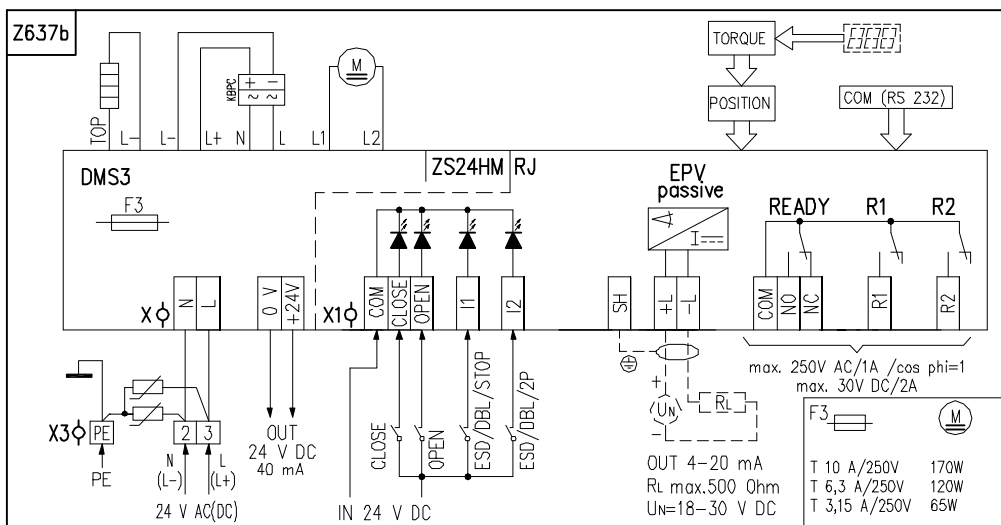 Z637b
TORQUE
POSITION
COM (RS 232)
KBPC
+ −
~ ~
M
TOP
L-
L-
L+
N
L
L1
L2
DMS3
ZS24HM
RJ
F3
EPV
passive
I
READY
R1
R2
X
N
L
0 V
+24V
X1
COM
CLOSE
OPEN
I1
I2
SH
+L
-L
COM
NO
NC
R1
R2
max. 250V AC/1A /cos phi=1
max. 30V DC/2A
X3
PE
2
3
PE
N
(L-)
L
(L+)
24 V AC(DC)
OUT
24 V DC
40 mA
CLOSE
OPEN
ESD/DBL/STOP
ESD/DBL/2P
IN 24 V DC
+
UN
−
RL
OUT 4-20 mA
RL max.500 Ohm
UN=18-30 V DC
F3
M
T 10 A/250V 170W
T 6,3 A/250V 120W
T 3,15 A/250V 65W